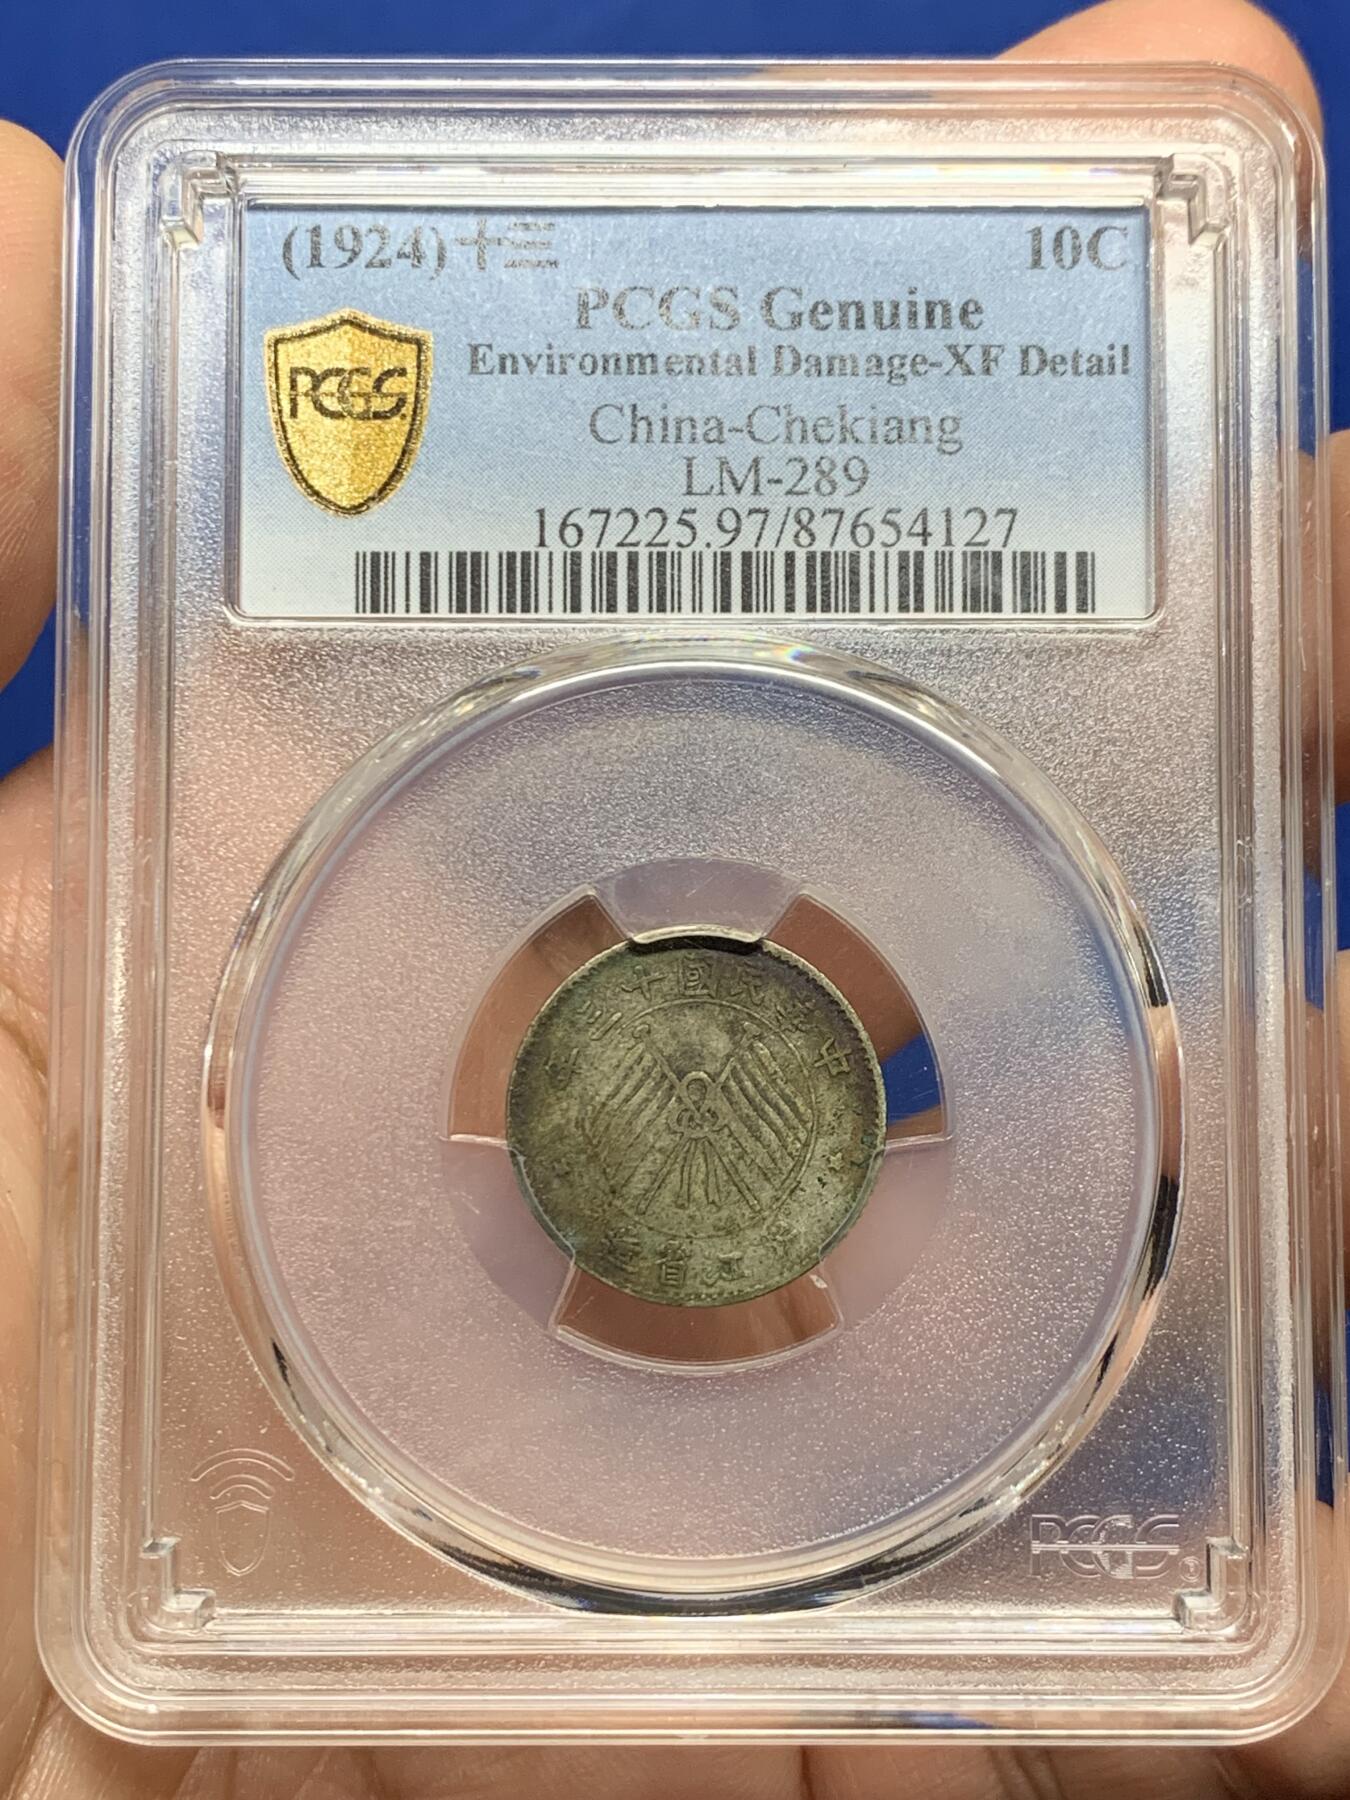 (1924)十三 10C
PCGS Genuine
PCGS
Environmental Damage-XF Detail
China-Chekiang
LM-289
167225.97/87654127
中華民國十三年
江省造
PCGS